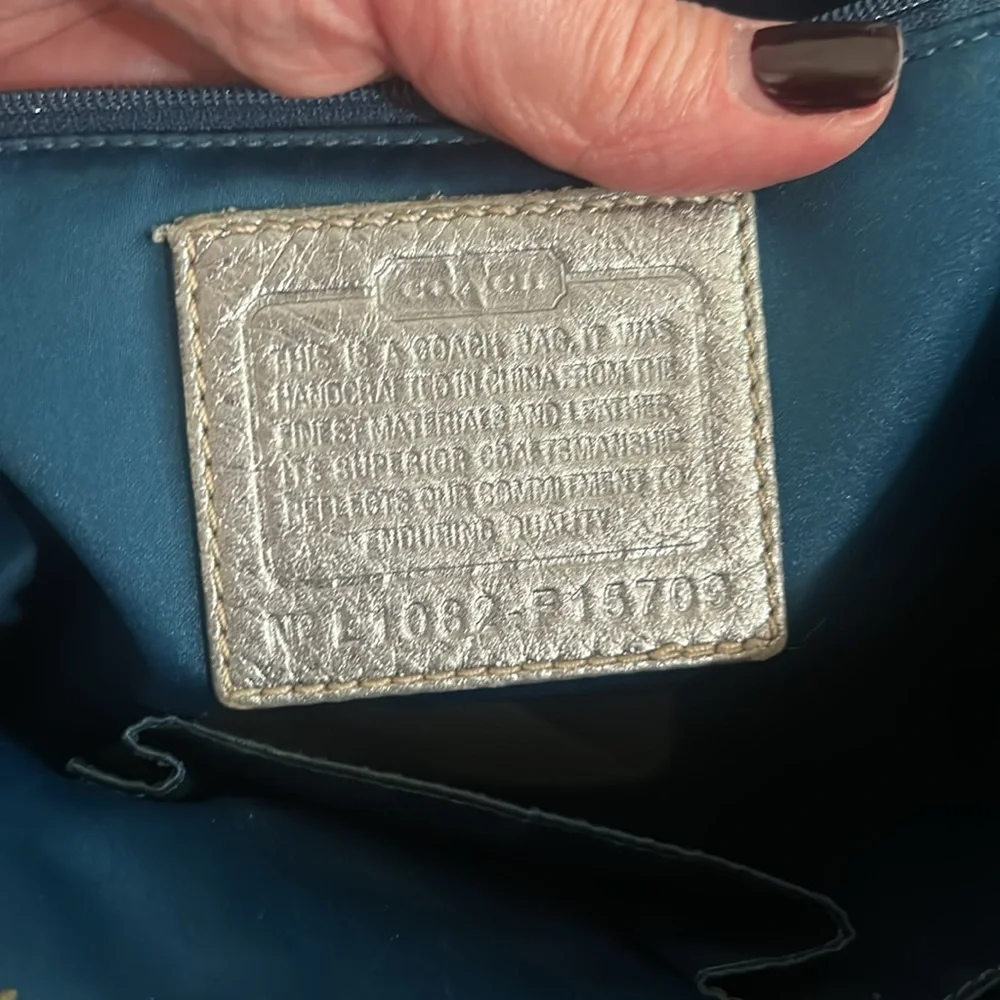 COACH
THIS IS A COACH BAG. IT WAS
HANDCRAFTED IN CHINA FROM THE
FINEST MATERIALS AND LEATHER.
ITS SUPERIOR CRAFTSMANSHIP
REFLECTS OUR COMMITMENT TO
ENDURING QUALITY.
Nº L1082-P15709